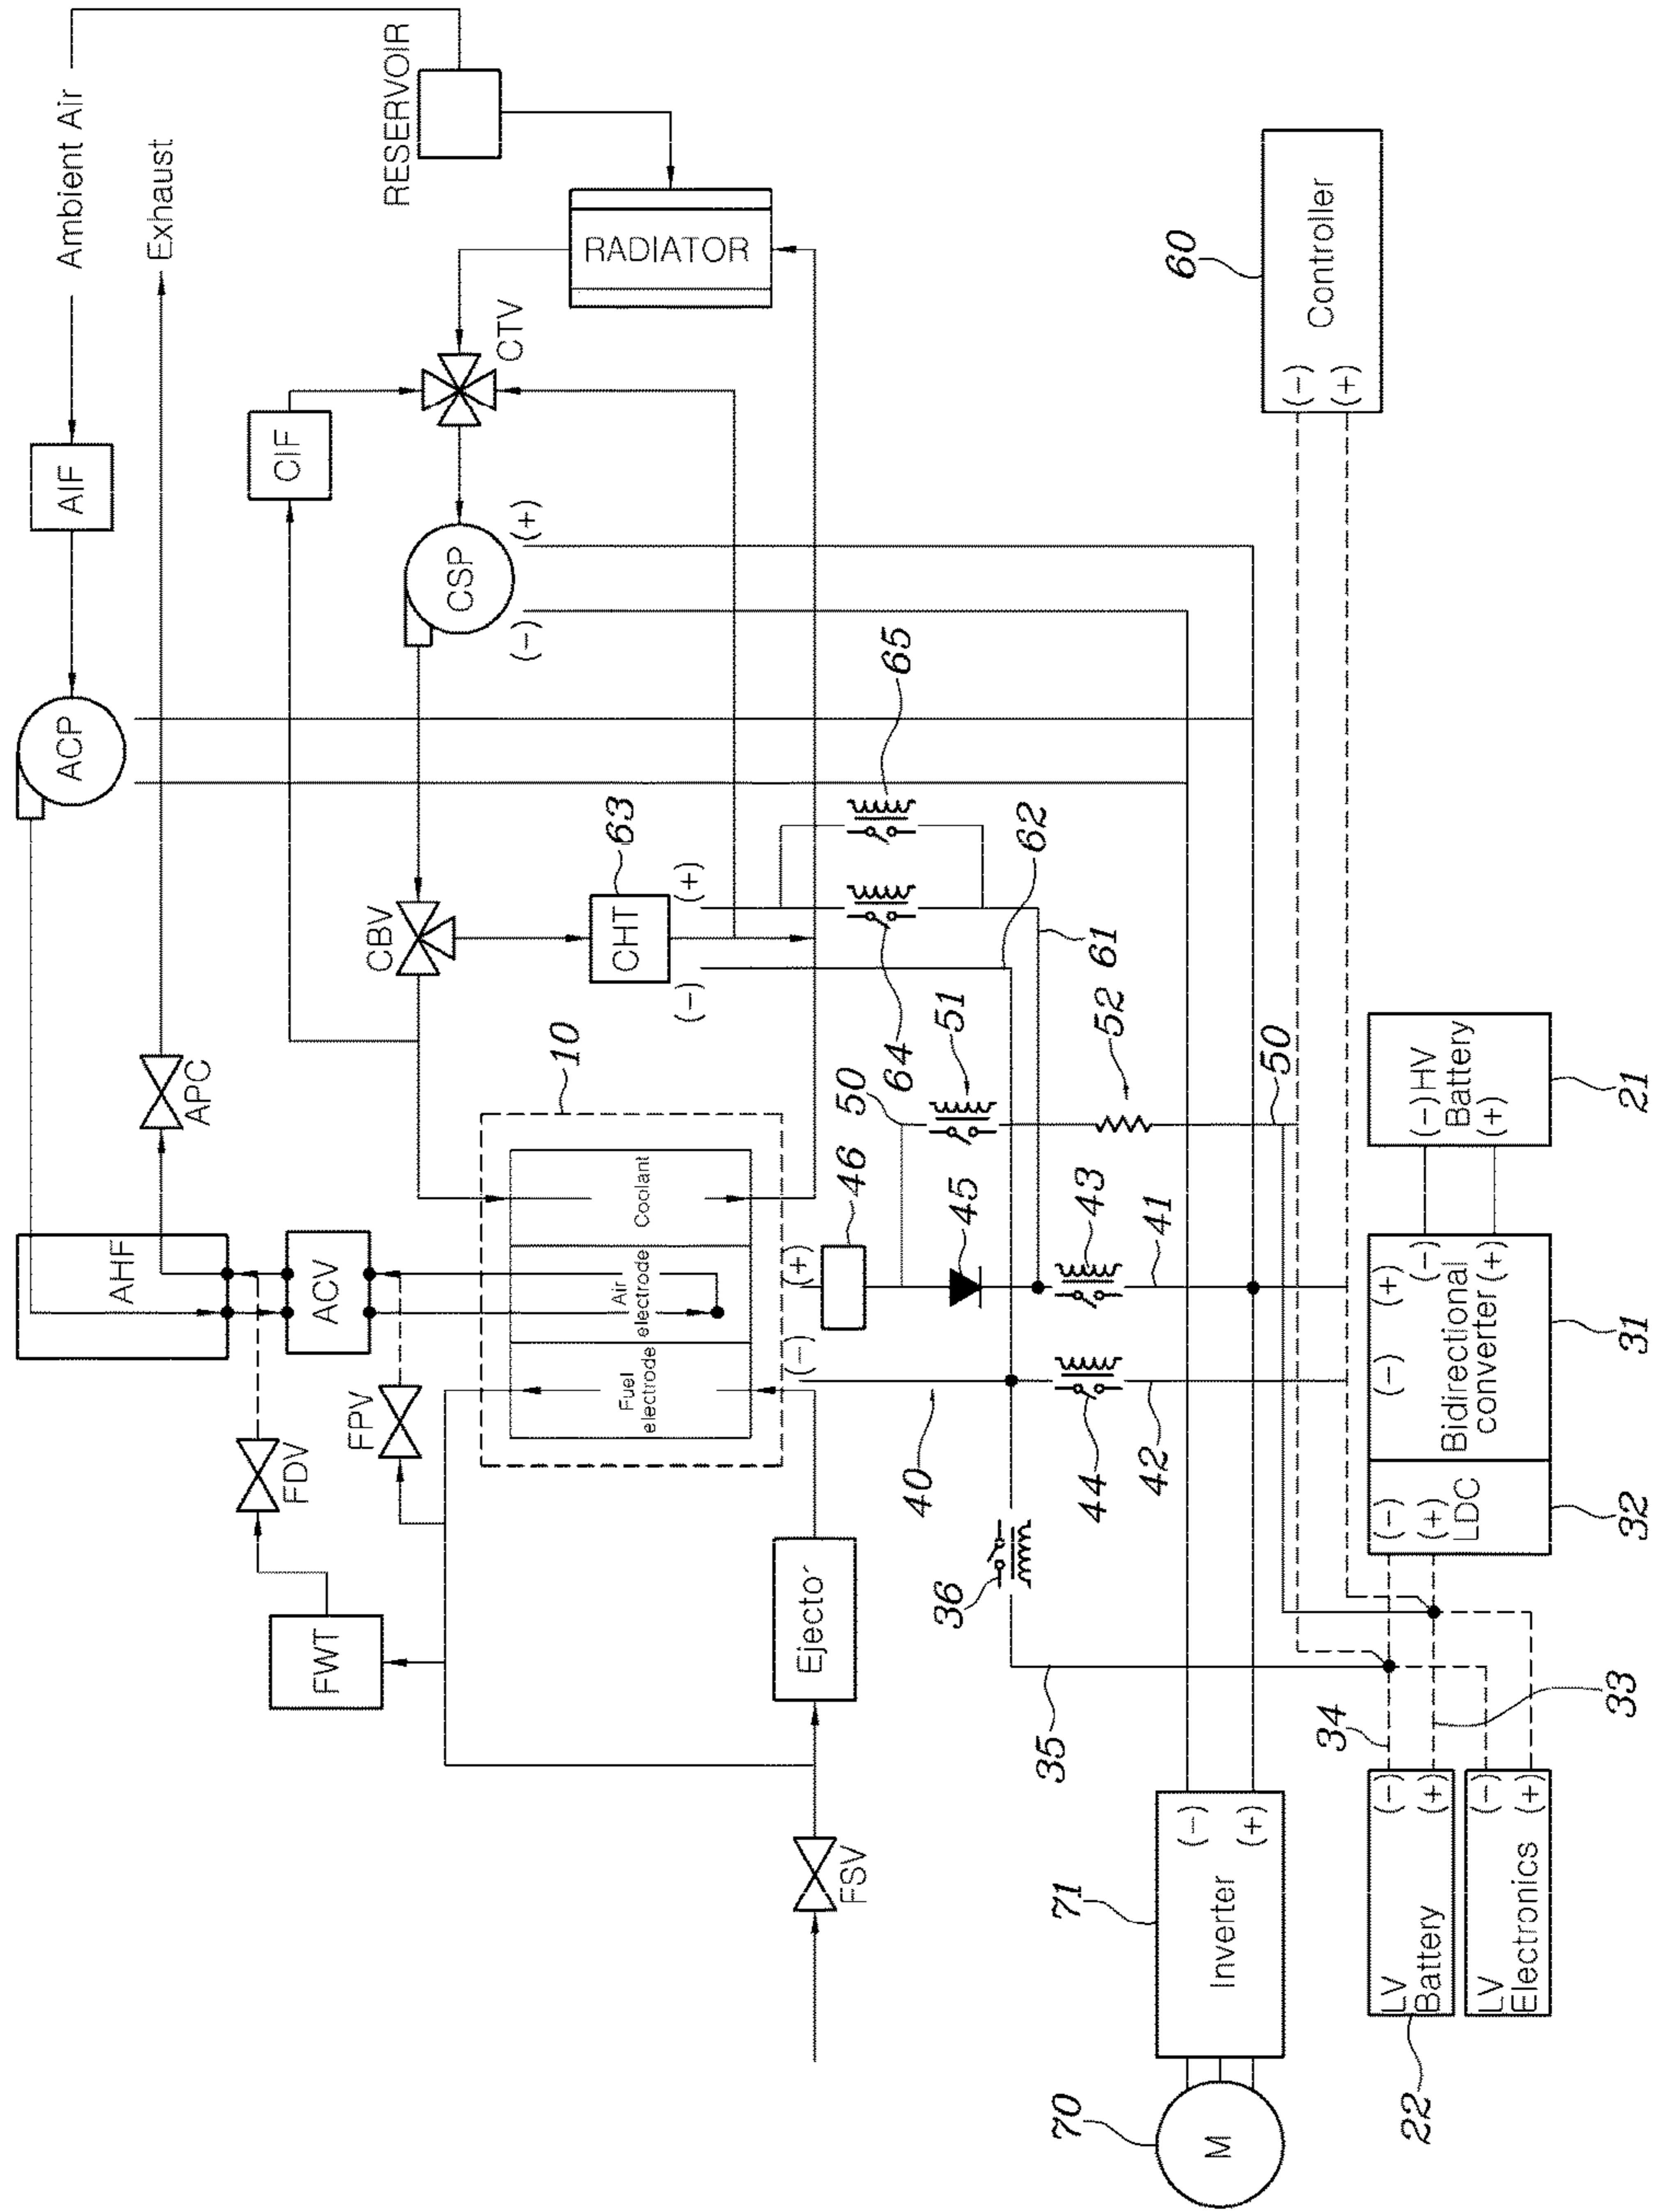 Ambient Air
Exhaust
RESERVOIR
RADIATOR
CTV
CIF
AIF
ACP
CSP
(+)
(-)
CBV
CHT
63
(+)
(-)
65
64
62
61
60
Controller
(-)
(+)
APC
AHF
ACV
FDV
FPV
FWT
10
Coolant
Air
electrode
Fuel
electrode
(+)
(-)
46
50
51
52
45
43
41
40
44
42
36
35
50
Ejector
FSV
(-)HV
Battery
(+)
21
(+)
(-)
(-)
Bidirectional
converter(+)
31
(-)
(+)
LDC
32
34
33
LV
Battery
(-)
(+)
22
LV
Electronics
(-)
(+)
71
Inverter
(-)
(+)
70
M